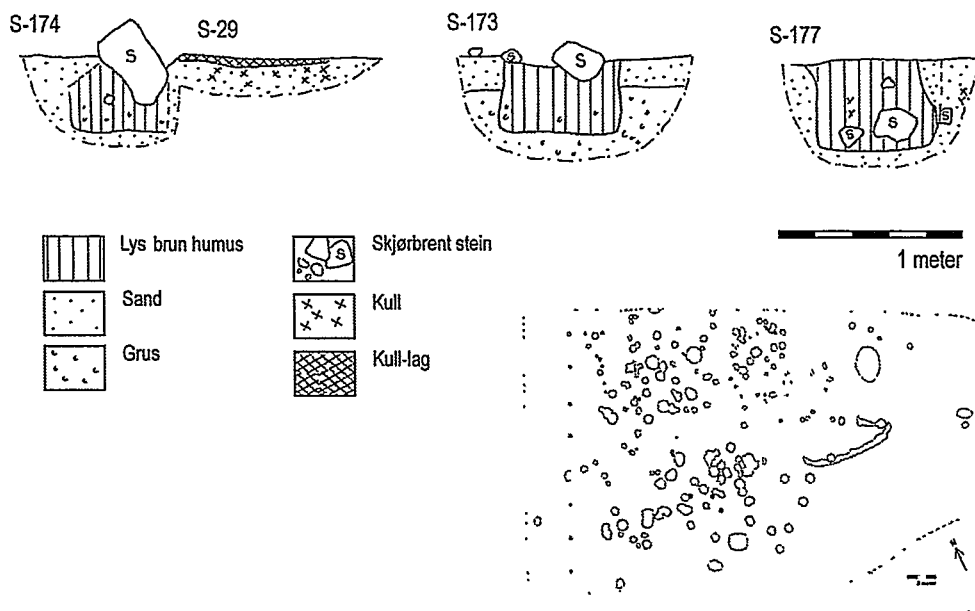 S-174
S-29
S-173
S-177
S
S
S
S
S
S
Lys brun humus
Sand
Grus
Skjørbrent stein
S
Kull
Kull-lag
1 meter